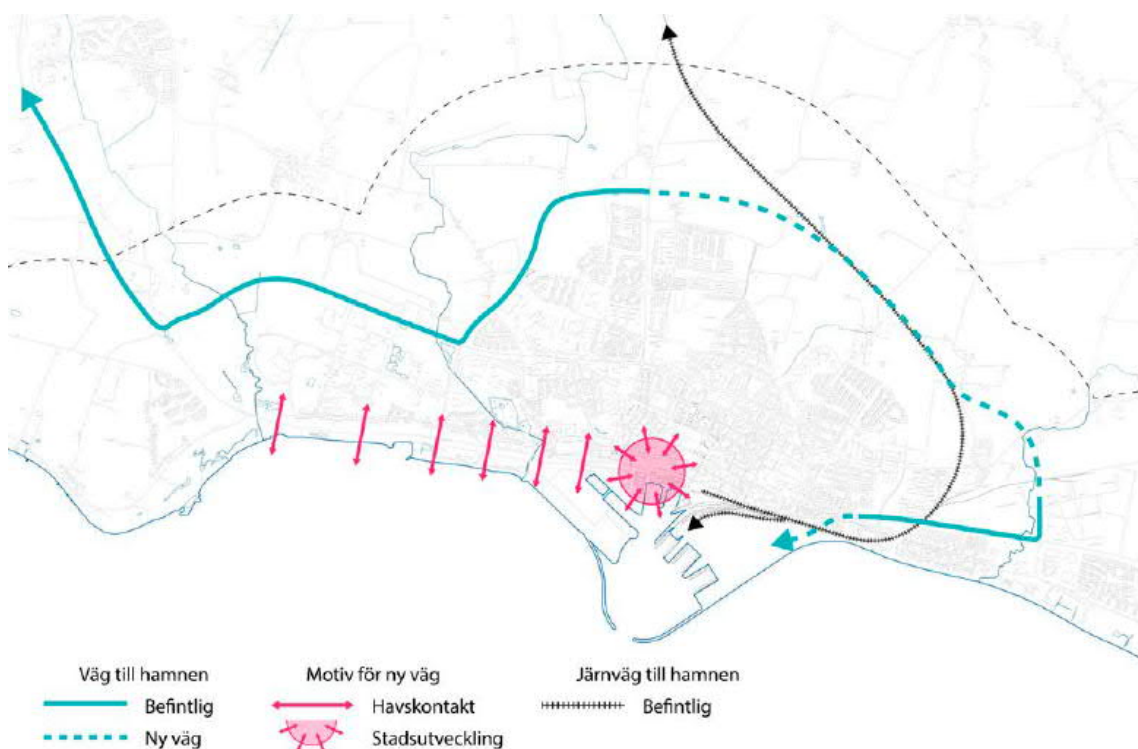 Väg till hamnen
Befintlig
Ny väg
Motiv för ny väg
Havskontakt
Stadsutveckling
Järnväg till hamnen
Befintlig